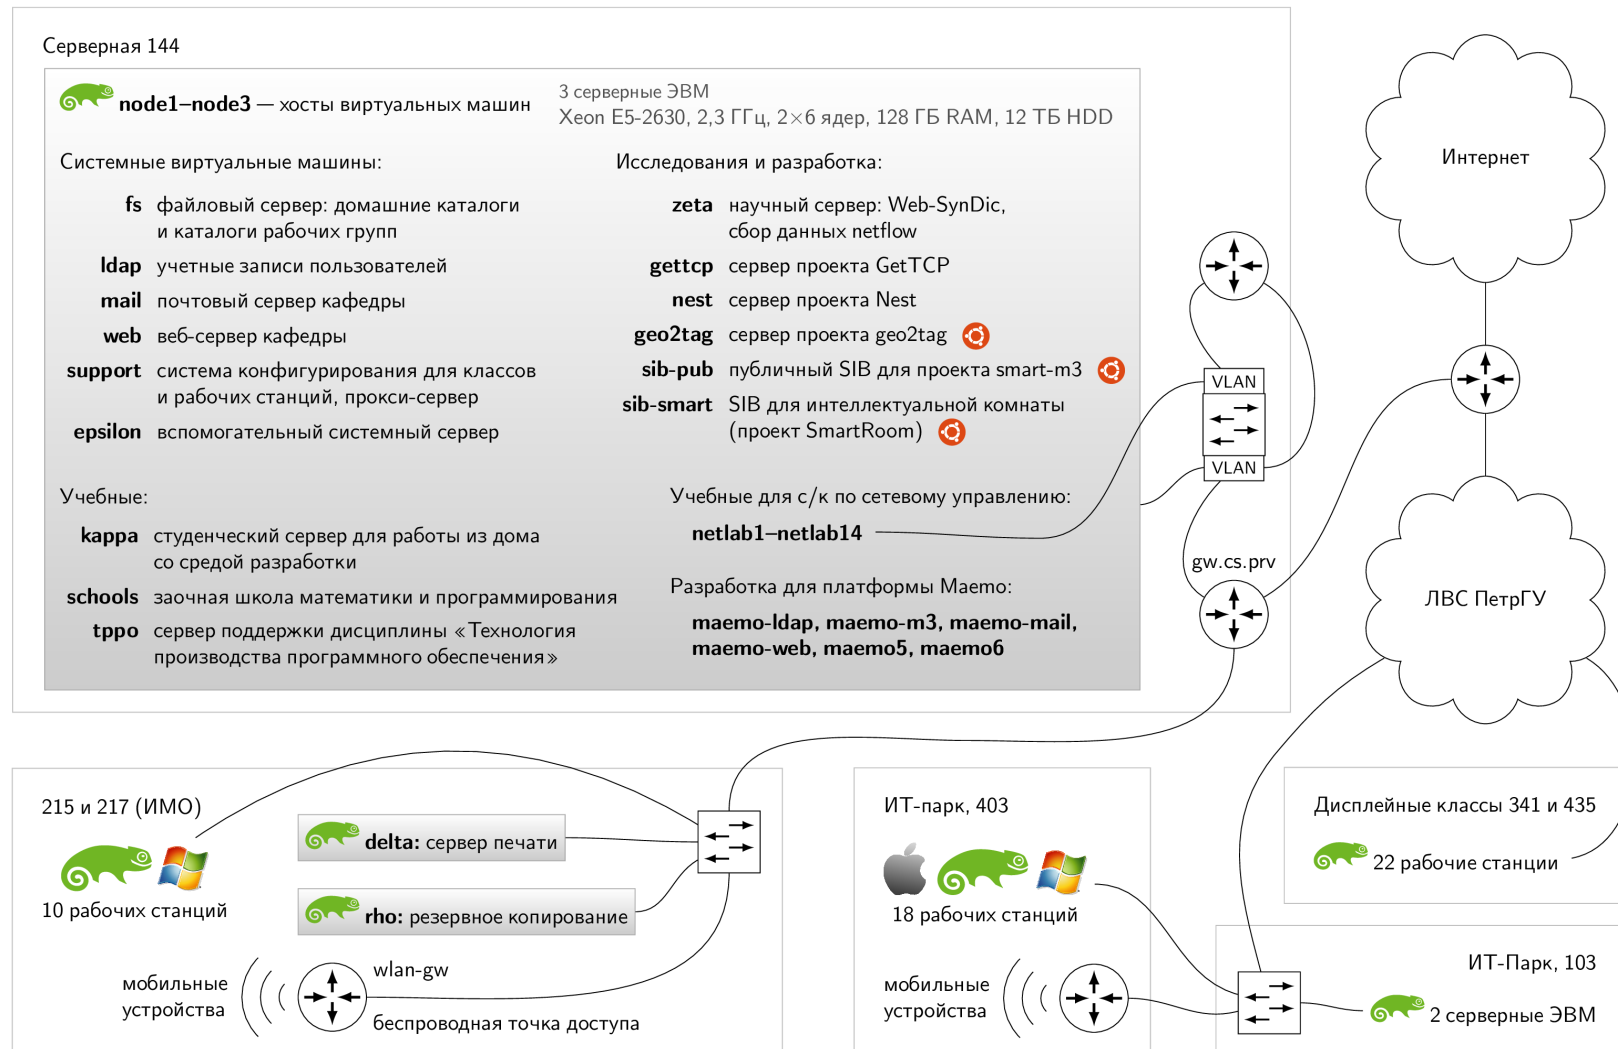 Серверная 144
node1–node3 — хосты виртуальных машин
3 серверные ЭВМ
Xeon E5-2630, 2,3 ГГц, 2×6 ядер, 128 ГБ RAM, 12 ТБ HDD
Системные виртуальные машины:
fs файловый сервер: домашние каталоги
и каталоги рабочих групп
ldap учетные записи пользователей
mail почтовый сервер кафедры
web веб-сервер кафедры
support система конфигурирования для классов
и рабочих станций, прокси-сервер
epsilon вспомогательный системный сервер
Исследования и разработка:
zeta научный сервер: Web-SynDic,
сбор данных netflow
gettcp сервер проекта GetTCP
nest сервер проекта Nest
geo2tag сервер проекта geo2tag
sib-pub публичный SIB для проекта smart-m3
sib-smart SIB для интеллектуальной комнаты
(проект SmartRoom)
Учебные:
kappa студенческий сервер для работы из дома
со средой разработки
schools заочная школа математики и программирования
tppo сервер поддержки дисциплины «Технология
производства программного обеспечения»
Учебные для с/к по сетевому управлению:
netlab1–netlab14
Разработка для платформы Maemo:
maemo-ldap, maemo-m3, maemo-mail,
maemo-web, maemo5, maemo6
VLAN
VLAN
gw.cs.prv
Интернет
ЛВС ПетрГУ
215 и 217 (ИМО)
10 рабочих станций
delta: сервер печати
rho: резервное копирование
мобильные
устройства
wlan-gw
беспроводная точка доступа
ИТ-парк, 403
18 рабочих станций
мобильные
устройства
Дисплейные классы 341 и 435
22 рабочие станции
ИТ-Парк, 103
2 серверные ЭВМ